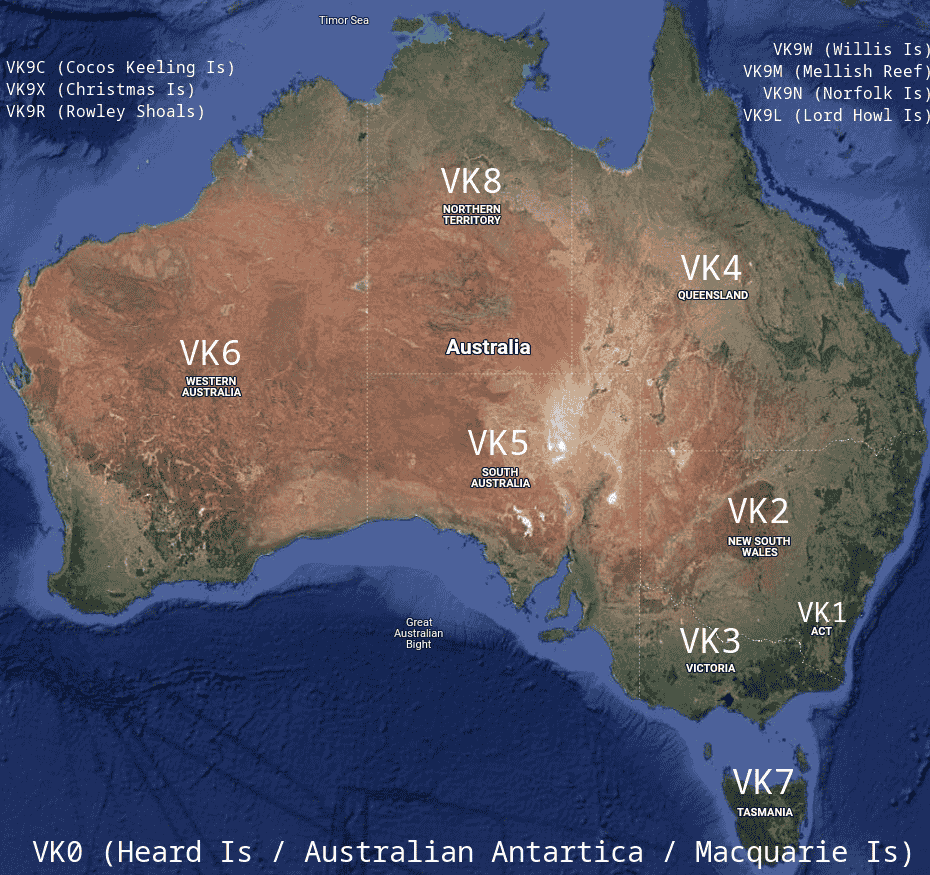 Timor Sea
VK9C (Cocos Keeling Is)
VK9X (Christmas Is)
VK9R (Rowley Shoals)
VK9W (Willis Is)
VK9M (Mellish Reef)
VK9N (Norfolk Is)
VK9L (Lord Howl Is)
VK8
NORTHERN
TERRITORY
VK4
QUEENSLAND
Australia
VK6
WESTERN
AUSTRALIA
VK5
SOUTH
AUSTRALIA
VK2
NEW SOUTH
WALES
VK1
ACT
Great
Australian
Bight
VK3
VICTORIA
VK7
TASMANIA
VK0 (Heard Is / Australian Antartica / Macquarie Is)